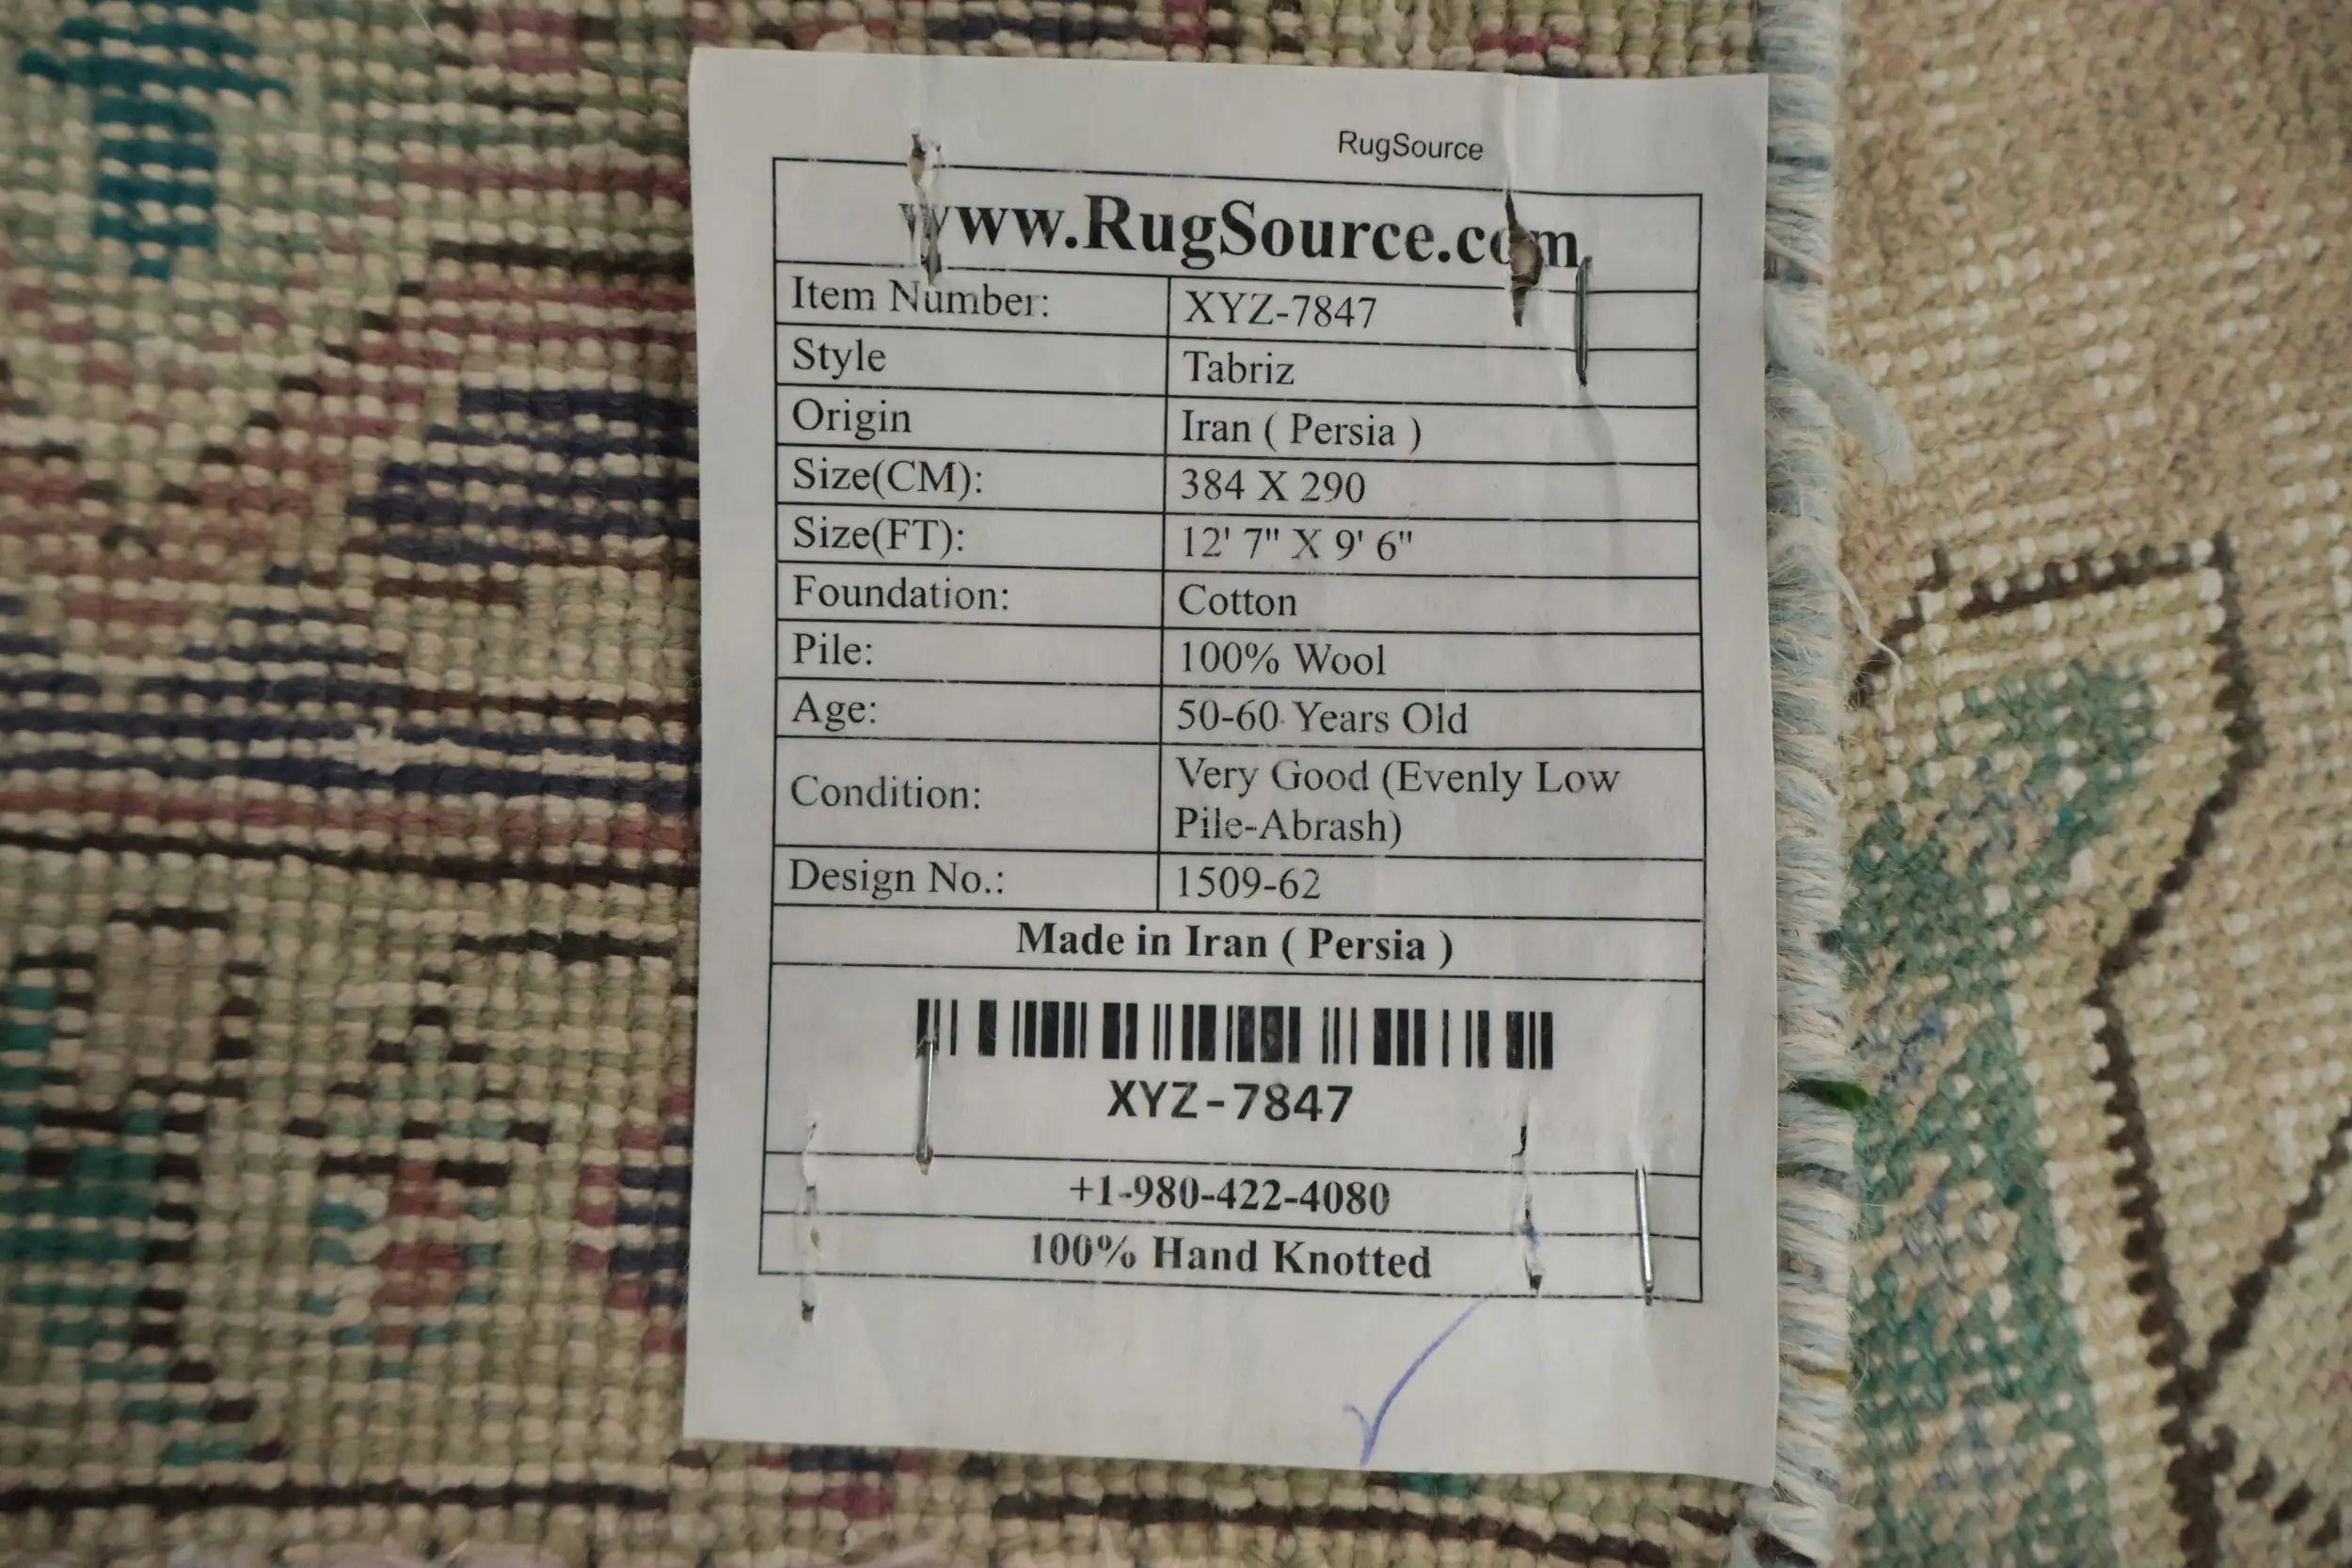 RugSource
www.RugSource.com
Item Number: XYZ-7847
Style Tabriz
Origin Iran ( Persia )
Size(CM): 384 X 290
Size(FT): 12' 7" X 9' 6"
Foundation: Cotton
Pile: 100% Wool
Age: 50-60 Years Old
Condition: Very Good (Evenly Low
Pile-Abrash)
Design No.: 1509-62
Made in Iran ( Persia )
XYZ-7847
+1-980-422-4080
100% Hand Knotted